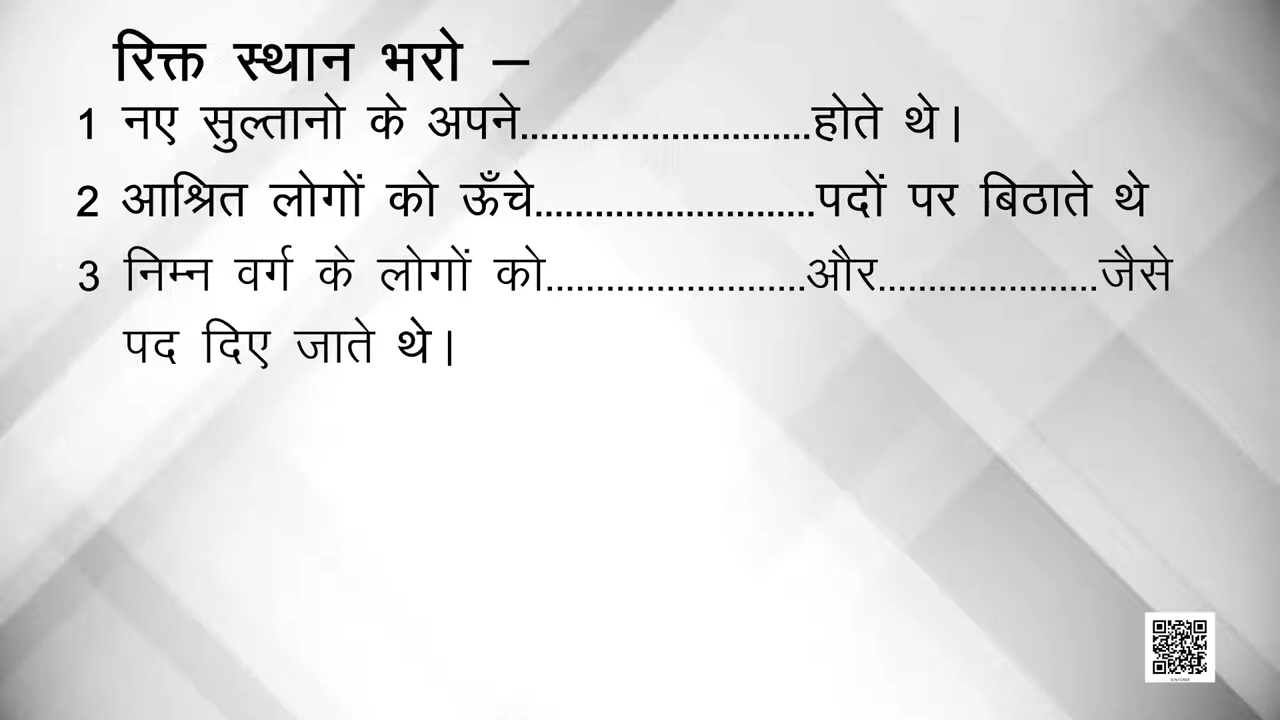 रिक्त स्थान भरो –
1 नए सुल्तानो के अपने.............................होते थे।
2 आश्रित लोगों को ऊँचे............................पदों पर बिठाते थे
3 निम्न वर्ग के लोगों को..........................और......................जैसे
पद दिए जाते थे।